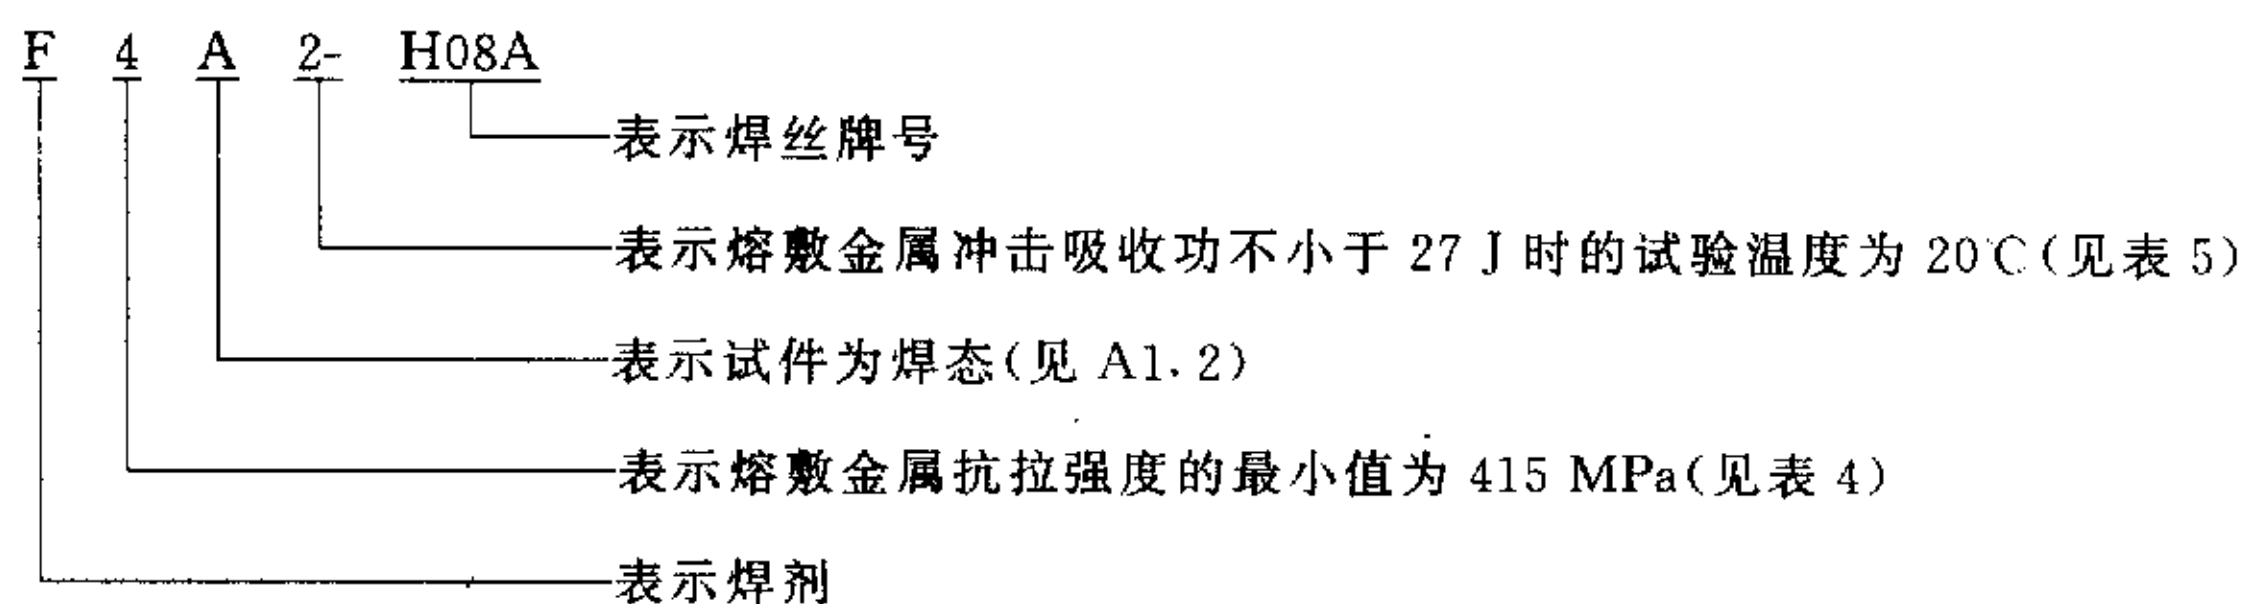 F 4 A 2- H08A
表示焊丝牌号
表示熔敷金属冲击吸收功不小于 27 J 时的试验温度为 20℃(见表 5)
表示试件为焊态(见 A1.2)
表示熔敷金属抗拉强度的最小值为 415 MPa(见表 4)
表示焊剂